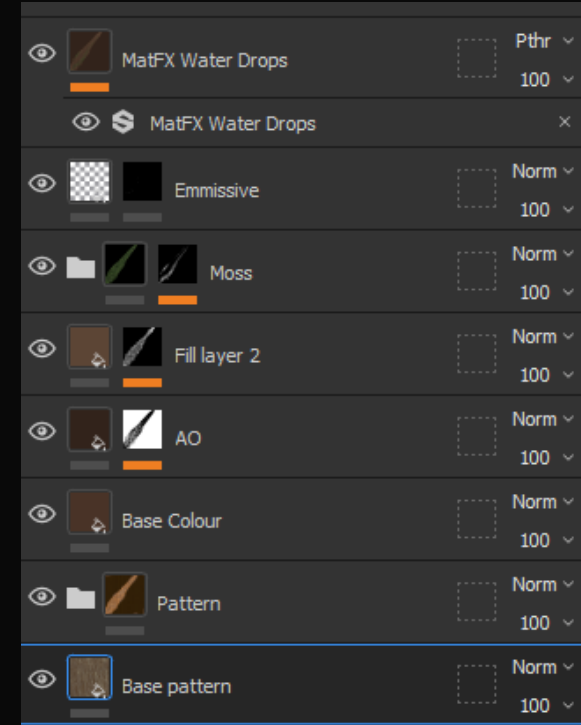 MatFX Water Drops
Pthr
100
MatFX Water Drops
Emmissive
Norm
100
Moss
Norm
100
Fill layer 2
Norm
100
AO
Norm
100
Base Colour
Norm
100
Pattern
Norm
100
Base pattern
Norm
100